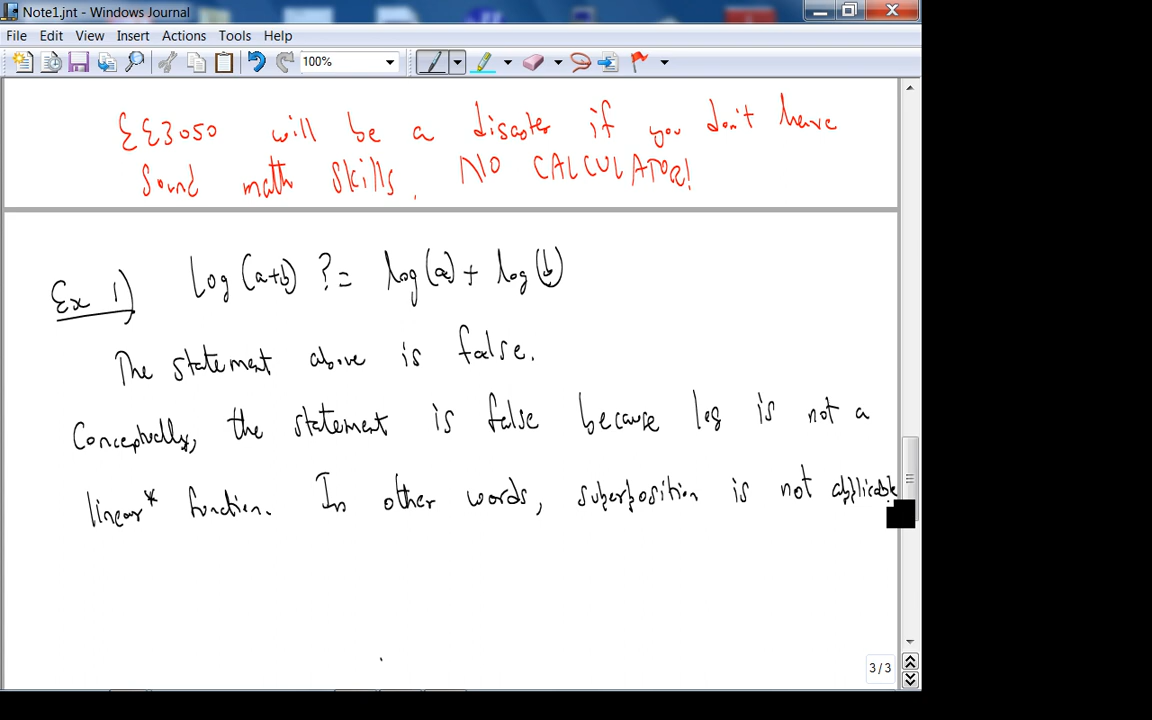 Note1.jnt - Windows Journal
File Edit View Insert Actions Tools Help
100%
EE3050 will be a disaster if you don't have
Sound math skills. NO CALCULATOR!
Ex 1) Log (a+b) ?= log(a) + log(b)
The statement above is false.
Conceptually, the statement is false because log is not a
linear* function. In other words, superposition is not applicable
3/3